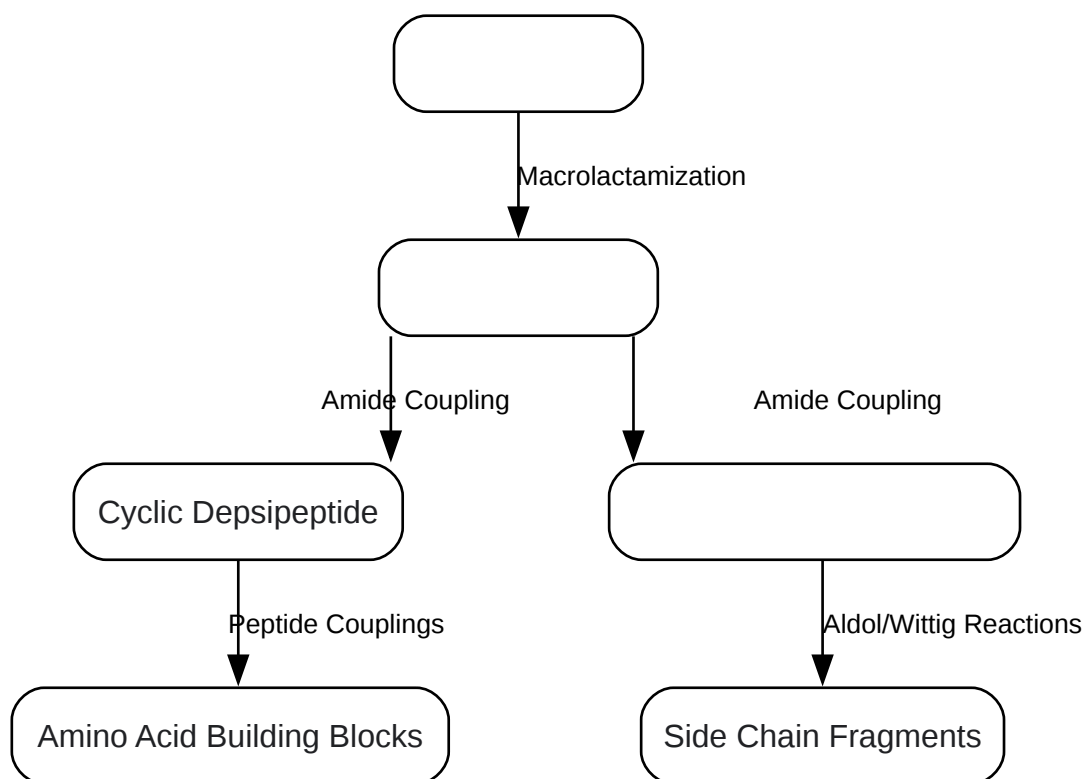 Macrolactamization
Amide Coupling
Amide Coupling
Cyclic Depsipeptide
Peptide Couplings
Aldol/Wittig Reactions
Amino Acid Building Blocks
Side Chain Fragments